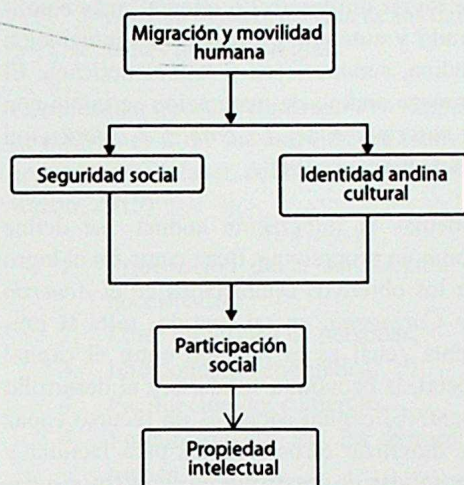 Migración y movilidad
humana
Seguridad social
Identidad andina
cultural
Participación
social
Propiedad
intelectual